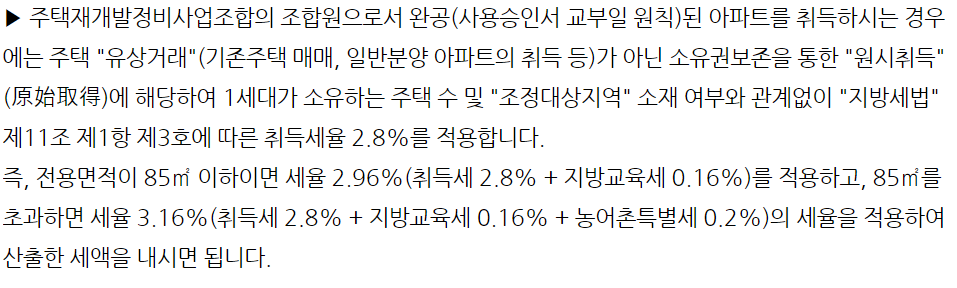 ▶ 주택재개발정비사업조합의 조합원으로서 완공(사용승인서 교부일 원칙)된 아파트를 취득하시는 경우
에는 주택 "유상거래"(기존주택 매매, 일반분양 아파트의 취득 등)가 아닌 소유권보존을 통한 "원시취득"
(原始取得)에 해당하여 1세대가 소유하는 주택 수 및 "조정대상지역" 소재 여부와 관계없이 "지방세법"
제11조 제1항 제3호에 따른 취득세율 2.8%를 적용합니다.
즉, 전용면적이 85㎡ 이하이면 세율 2.96%(취득세 2.8% + 지방교육세 0.16%)를 적용하고, 85㎡를
초과하면 세율 3.16%(취득세 2.8% + 지방교육세 0.16% + 농어촌특별세 0.2%)의 세율을 적용하여
산출한 세액을 내시면 됩니다.